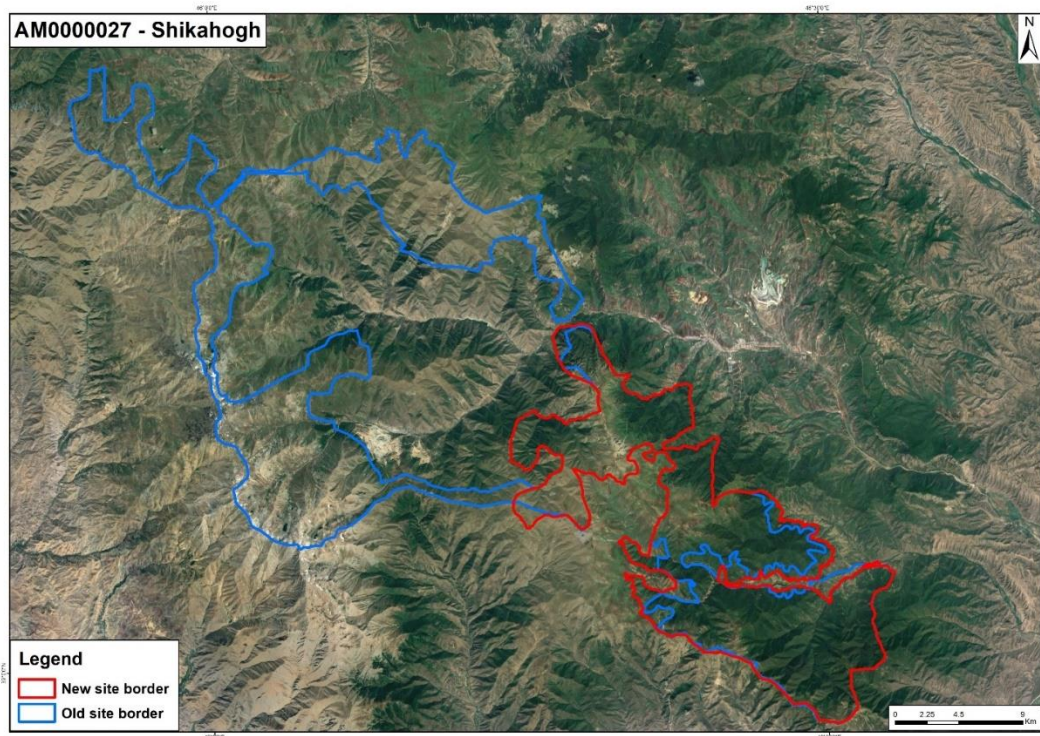 AM0000027 - Shikahogh
N
Legend
New site border
Old site border
0 2.25 4.5 9
Km